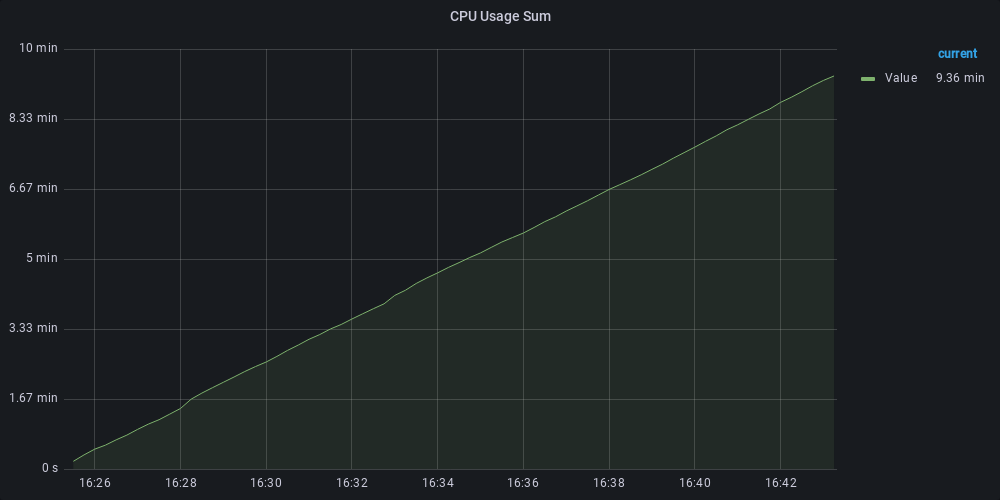 CPU Usage Sum
10 min
8.33 min
6.67 min
5 min
3.33 min
1.67 min
0 s
16:26 16:28 16:30 16:32 16:34 16:36 16:38 16:40 16:42
current
Value 9.36 min